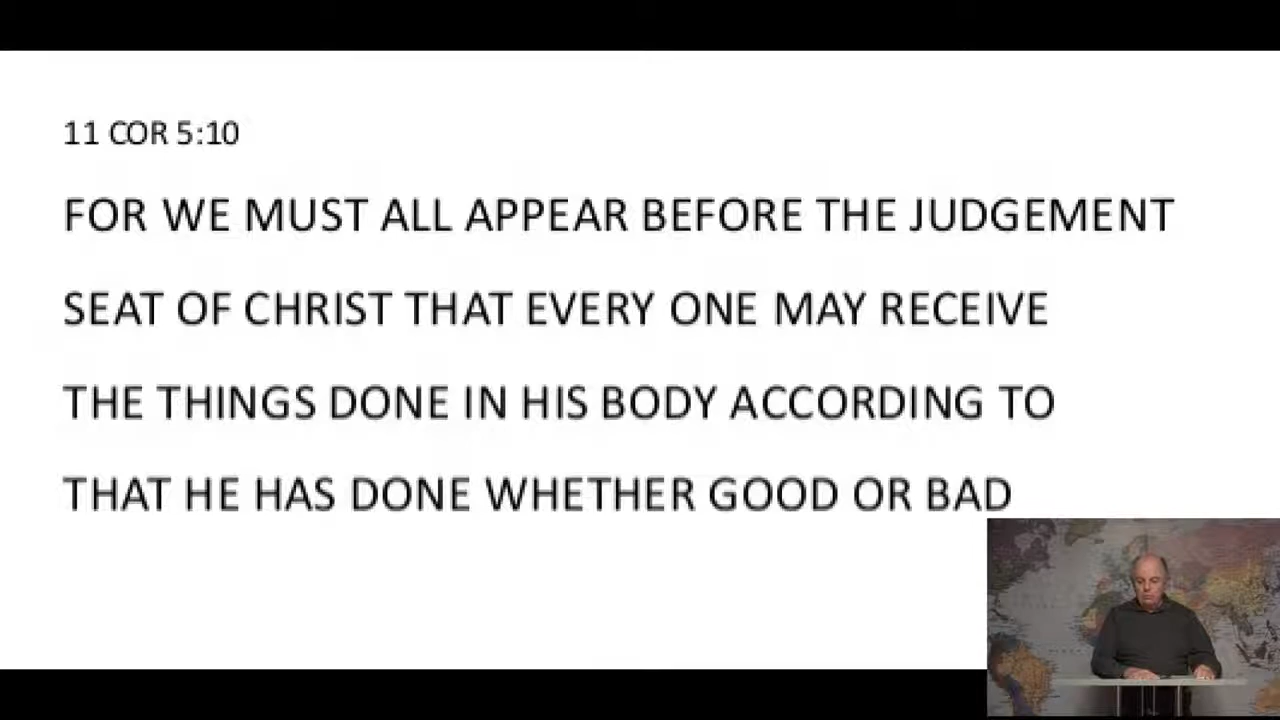 11 COR 5:10
FOR WE MUST ALL APPEAR BEFORE THE JUDGEMENT
SEAT OF CHRIST THAT EVERY ONE MAY RECEIVE
THE THINGS DONE IN HIS BODY ACCORDING TO
THAT HE HAS DONE WHETHER GOOD OR BAD